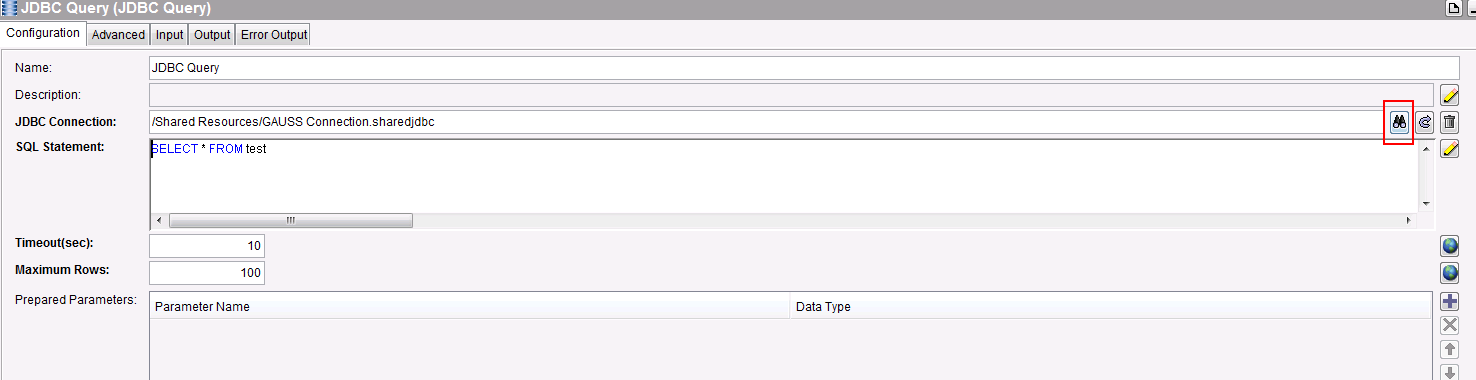 JDBC Query (JDBC Query)
Configuration Advanced Input Output Error Output
Name: JDBC Query
Description:
JDBC Connection: /Shared Resources/GAUSS Connection.sharedjdbc
SQL Statement: SELECT * FROM test
Timeout(sec): 10
Maximum Rows: 100
Prepared Parameters: Parameter Name Data Type